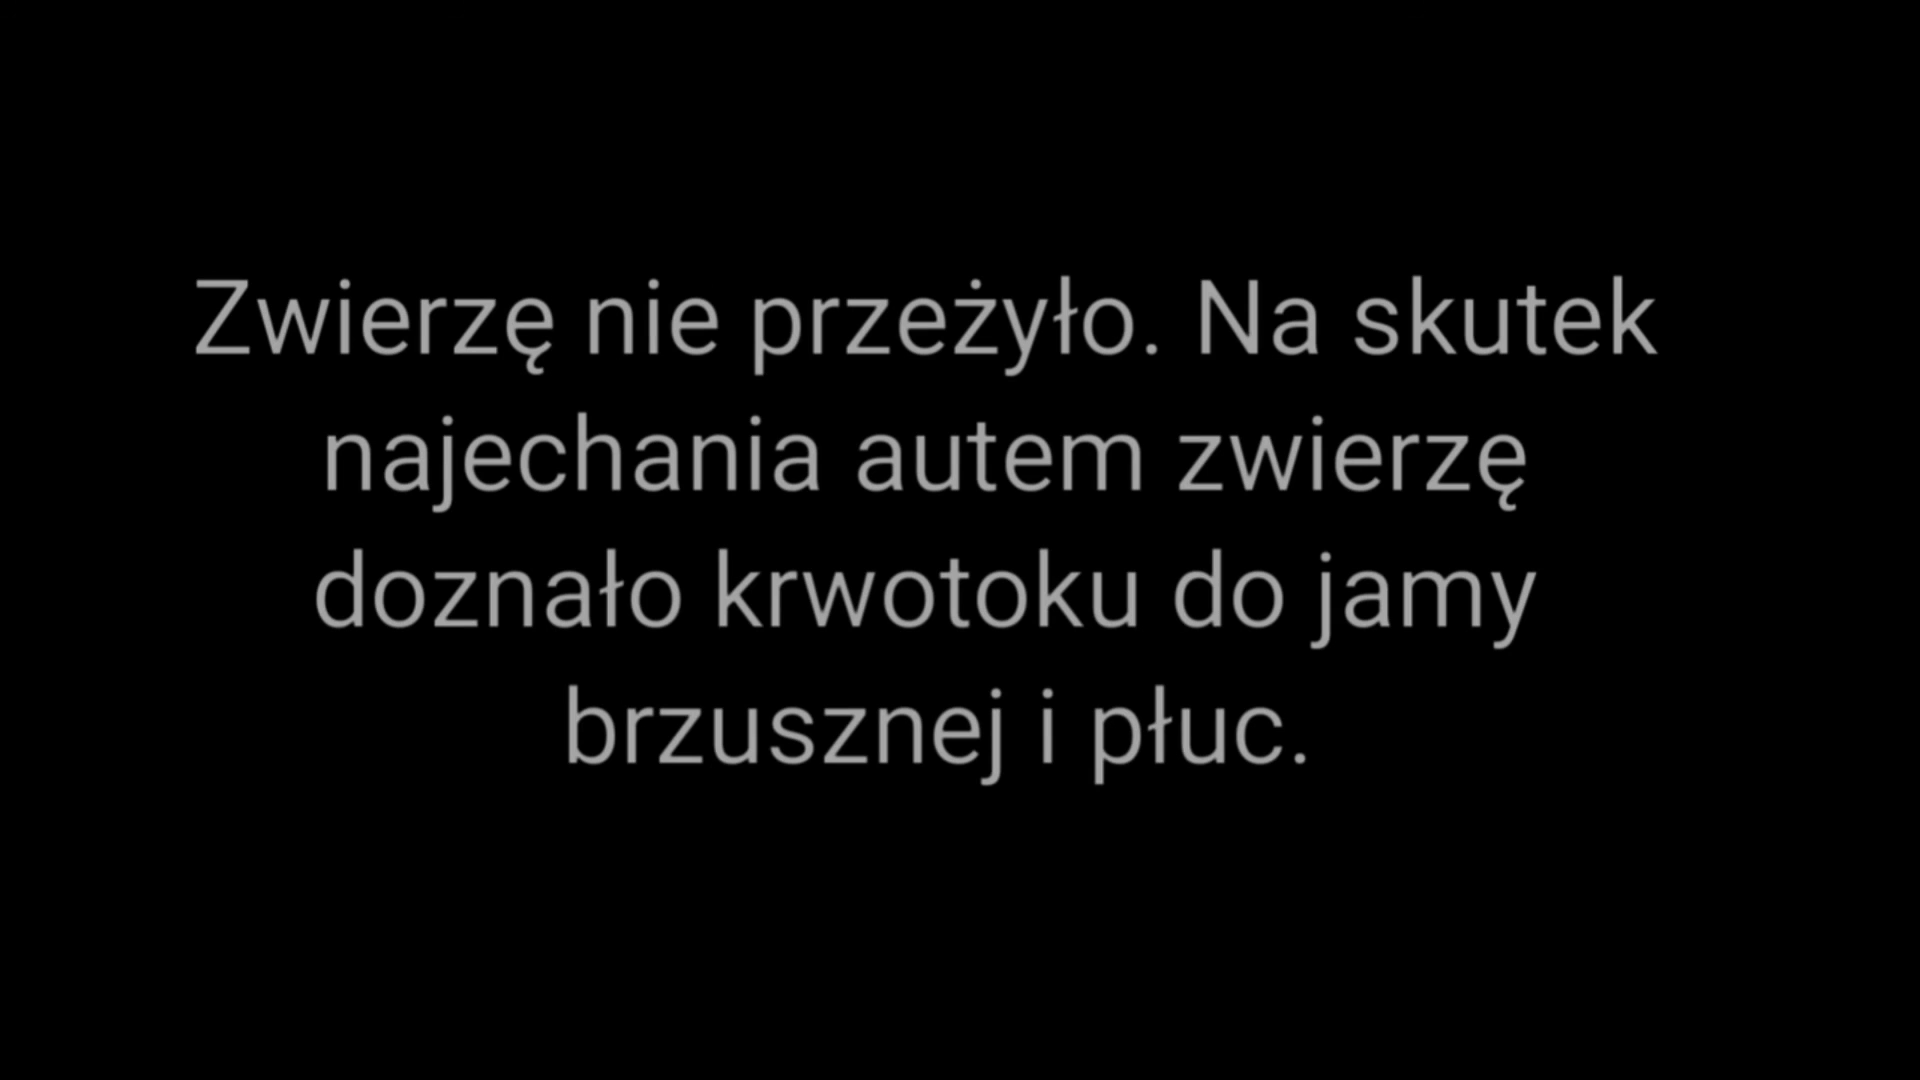 Zwierzę nie przeżyło. Na skutek
najechania autem zwierzę
doznało krwotoku do jamy
brzusznej i płuc.